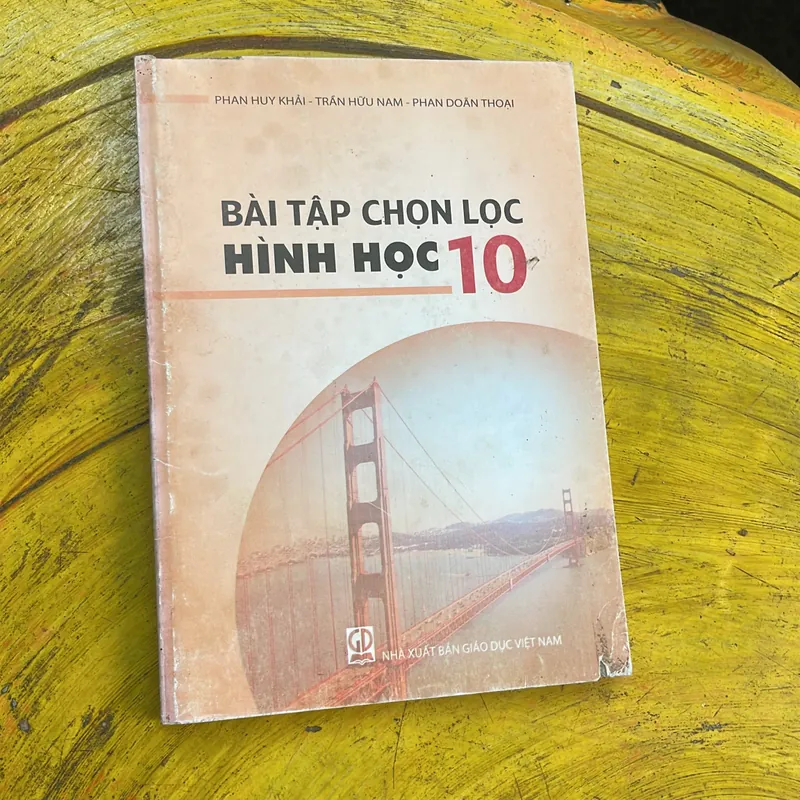 PHAN HUY KHẢI - TRẦN HỮU NAM - PHAN DOÃN THOẠI
BÀI TẬP CHỌN LỌC
HÌNH HỌC 10
GD
NHÀ XUẤT BẢN GIÁO DỤC VIỆT NAM